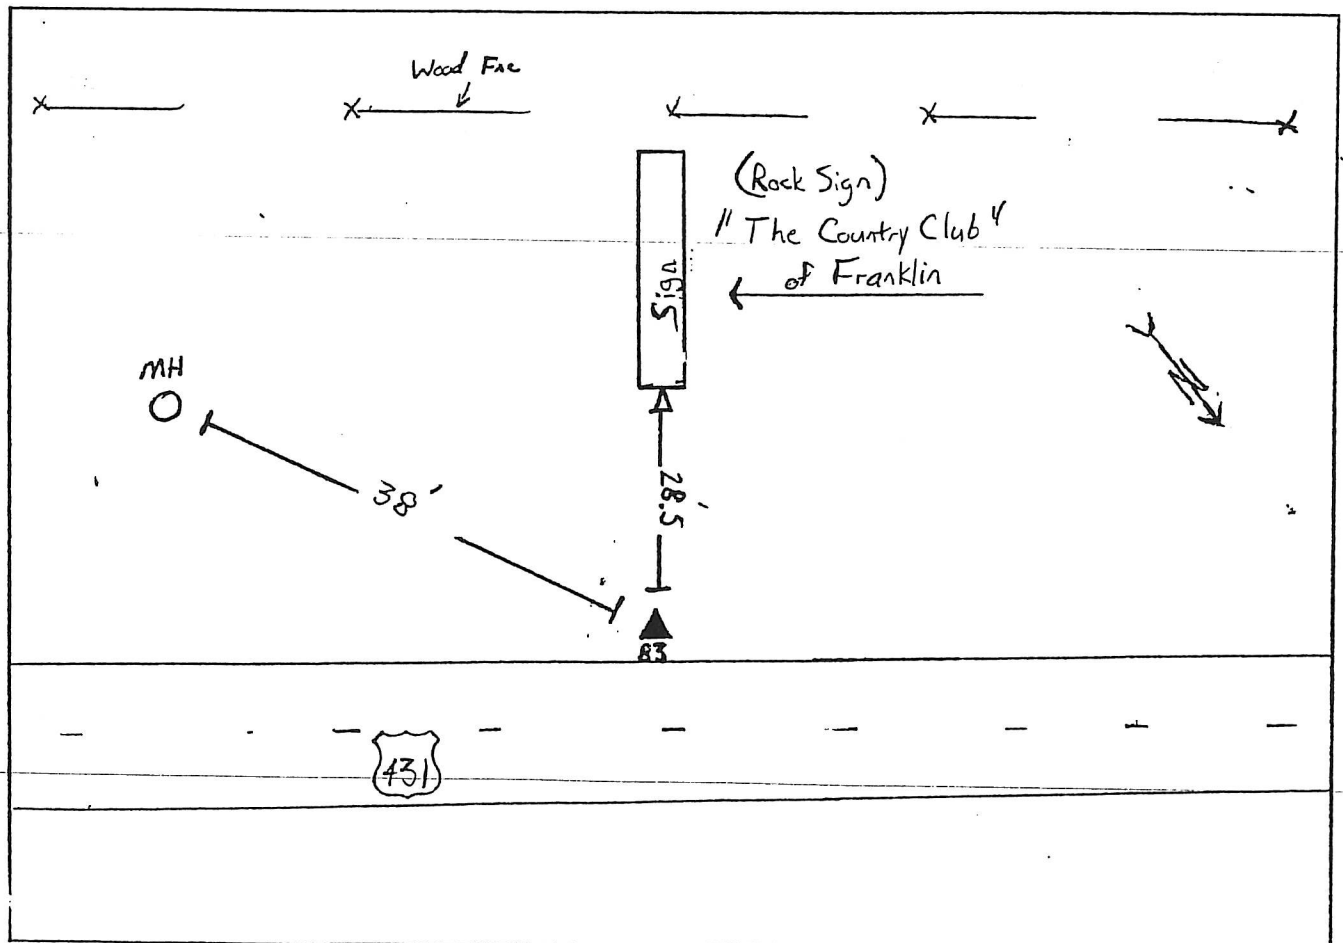 Wood Fnc
(Rock Sign)
" The Country Club "
of Franklin
Sign
N
MH
38'
28.5'
83
431